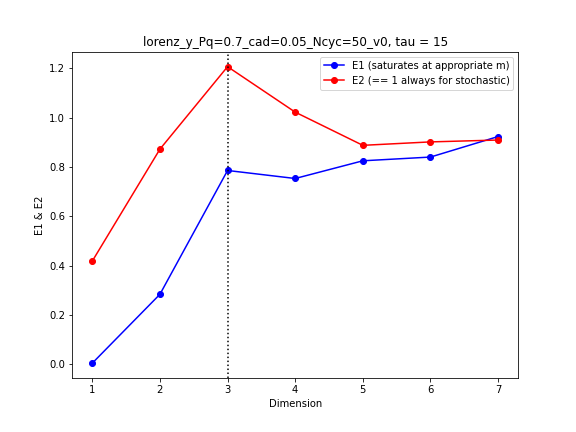 lorenz_y_Pq=0.7_cad=0.05_Ncyc=50_v0, tau = 15
E1 (saturates at appropriate m)
E2 (== 1 always for stochastic)
E1 & E2
1.2
1.0
0.8
0.6
0.4
0.2
0.0
1 2 3 4 5 6 7
Dimension